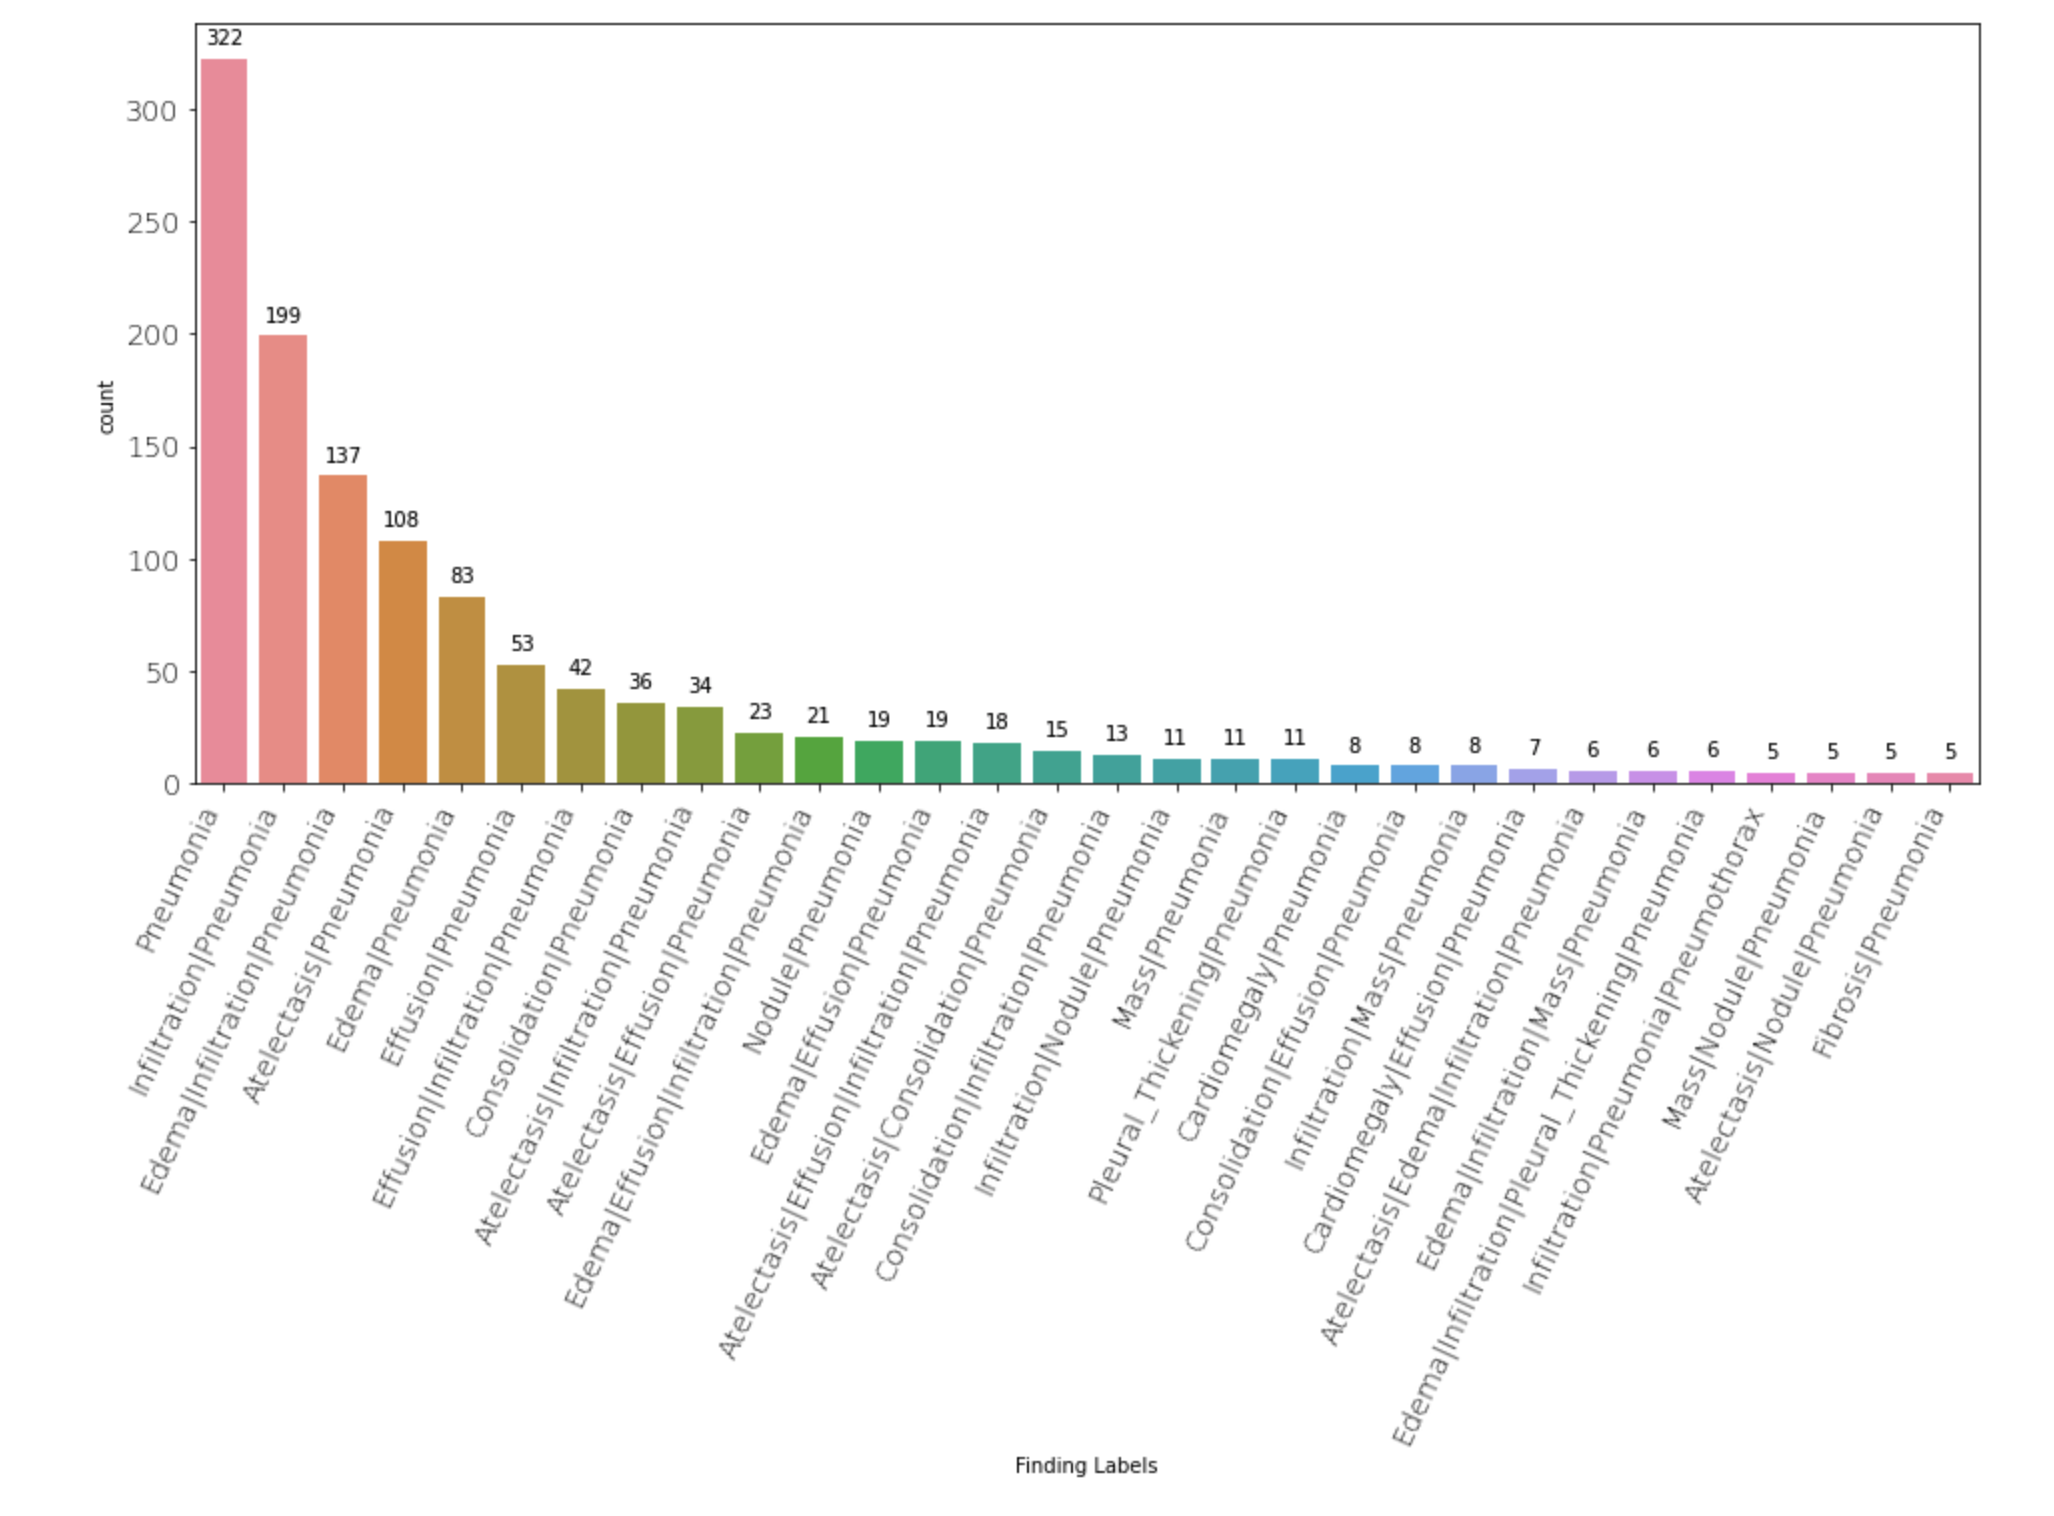 322
199
137
108
83
53
42
36
34
23
21
19
19
18
15
13
11
11
11
8
8
8
7
6
6
6
5
5
5
5
300
250
200
150
100
50
0
count
Pneumonia
Infiltration|Pneumonia
Edema|Infiltration|Pneumonia
Atelectasis|Pneumonia
Edema|Pneumonia
Effusion|Pneumonia
Effusion|Infiltration|Pneumonia
Consolidation|Pneumonia
Atelectasis|Infiltration|Pneumonia
Atelectasis|Effusion|Pneumonia
Edema|Effusion|Infiltration|Pneumonia
Nodule|Pneumonia
Edema|Effusion|Pneumonia
Atelectasis|Effusion|Infiltration|Pneumonia
Atelectasis|Consolidation|Pneumonia
Consolidation|Infiltration|Pneumonia
Infiltration|Nodule|Pneumonia
Mass|Pneumonia
Pleural_Thickening|Pneumonia
Cardiomegaly|Pneumonia
Consolidation|Effusion|Pneumonia
Infiltration|Mass|Pneumonia
Cardiomegaly|Effusion|Pneumonia
Atelectasis|Edema|Infiltration|Pneumonia
Edema|Infiltration|Mass|Pneumonia
Edema|Infiltration|Pleural_Thickening|Pneumonia
Infiltration|Pneumonia|Pneumothorax
Mass|Nodule|Pneumonia
Atelectasis|Nodule|Pneumonia
Fibrosis|Pneumonia
Finding Labels